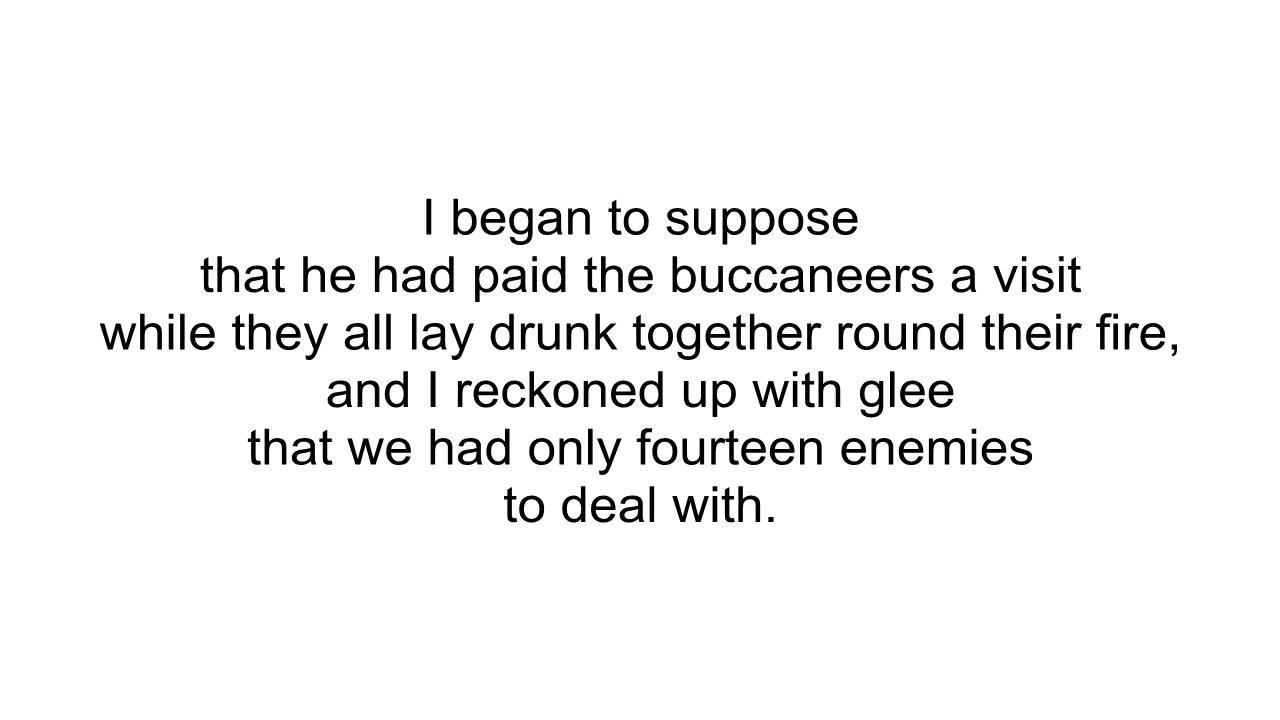 I began to suppose
that he had paid the buccaneers a visit
while they all lay drunk together round their fire,
and I reckoned up with glee
that we had only fourteen enemies
to deal with.